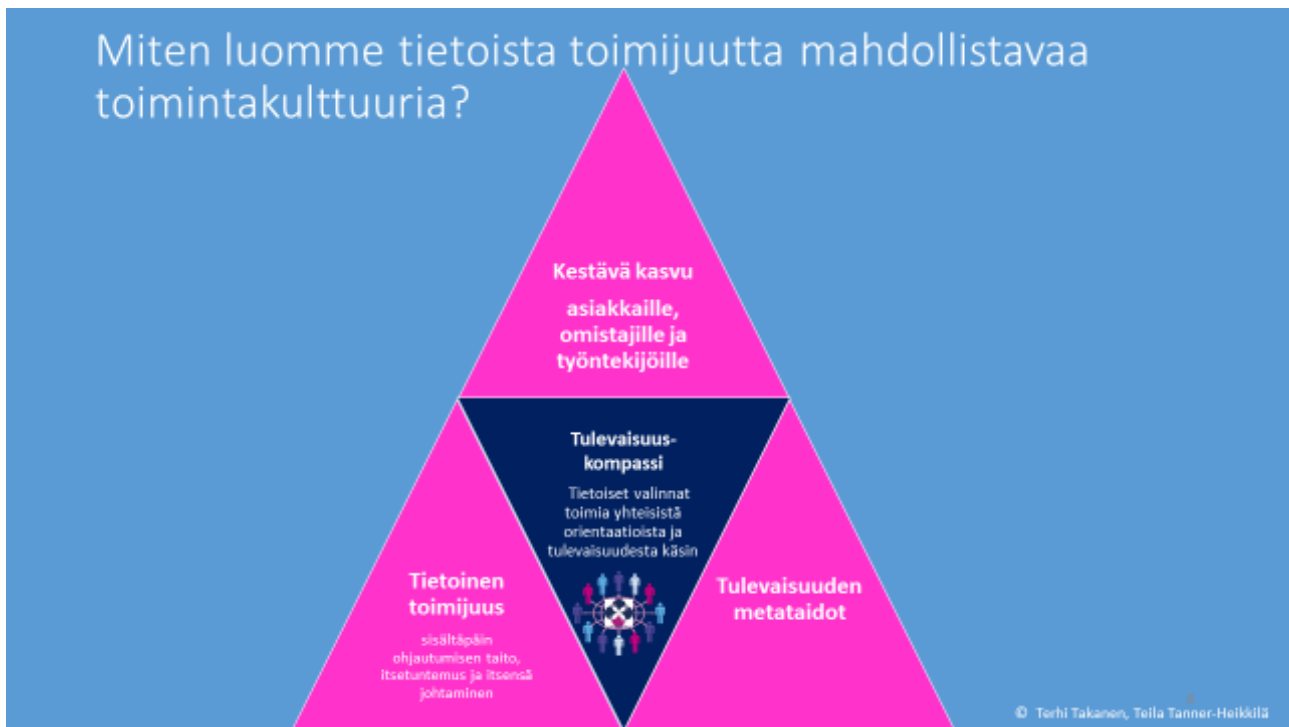 Miten luomme tietoista toimijuutta mahdollistavaa
toimintakulttuuria?
Kestävä kasvu
asiakkaille,
omistajille ja
työntekijöille
Tulevaisuus-
kompassi
Tietoiset valinnat
toimia yhteisistä
orientaatioista ja
tulevaisuudesta käsin
Tietoinen
toimijuus
sisältäpäin
ohjautumisen taito,
itsetuntemus ja itsensä
johtaminen
Tulevaisuuden
metataidot
© Terhi Takanen, Teila Tanner-Heikkilä